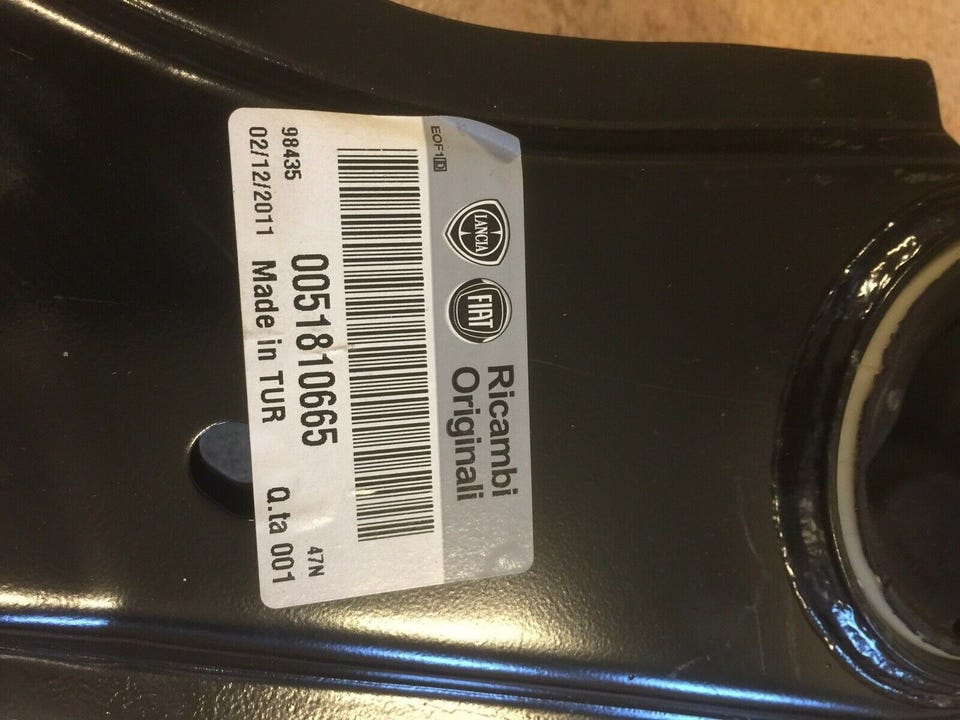 EOF1 D
LANCIA
FIAT
Ricambi
Originali
0051810665
98435
47N
02/12/2011 Made in TUR Q.ta 001